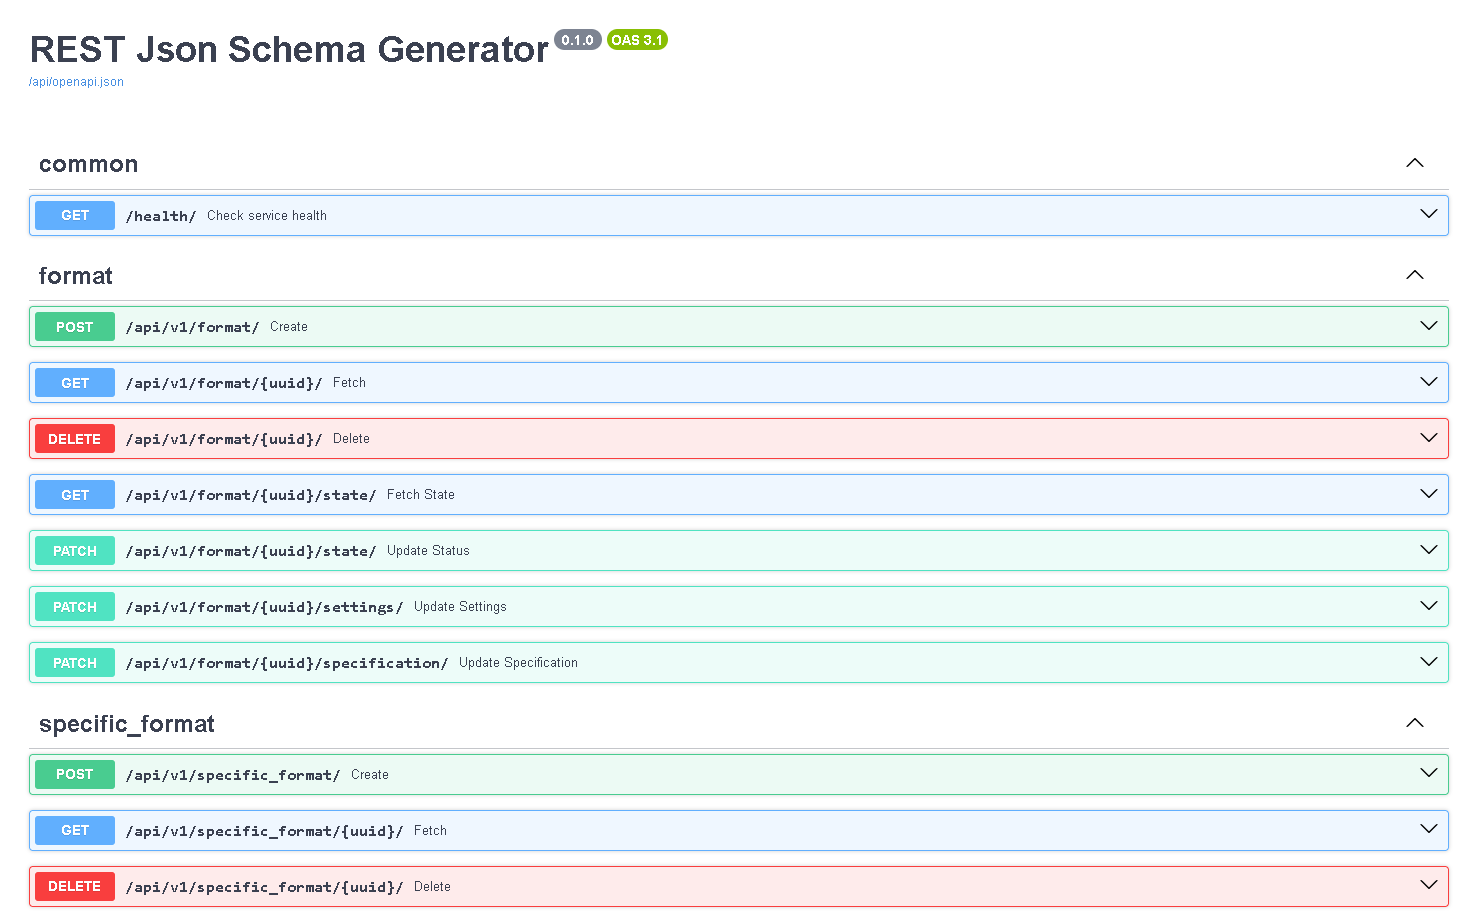 REST Json Schema Generator 0.1.0 OAS 3.1
/api/openapi.json
common
GET /health/ Check service health
format
POST /api/v1/format/ Create
GET /api/v1/format/{uuid}/ Fetch
DELETE /api/v1/format/{uuid}/ Delete
GET /api/v1/format/{uuid}/state/ Fetch State
PATCH /api/v1/format/{uuid}/state/ Update Status
PATCH /api/v1/format/{uuid}/settings/ Update Settings
PATCH /api/v1/format/{uuid}/specification/ Update Specification
specific_format
POST /api/v1/specific_format/ Create
GET /api/v1/specific_format/{uuid}/ Fetch
DELETE /api/v1/specific_format/{uuid}/ Delete